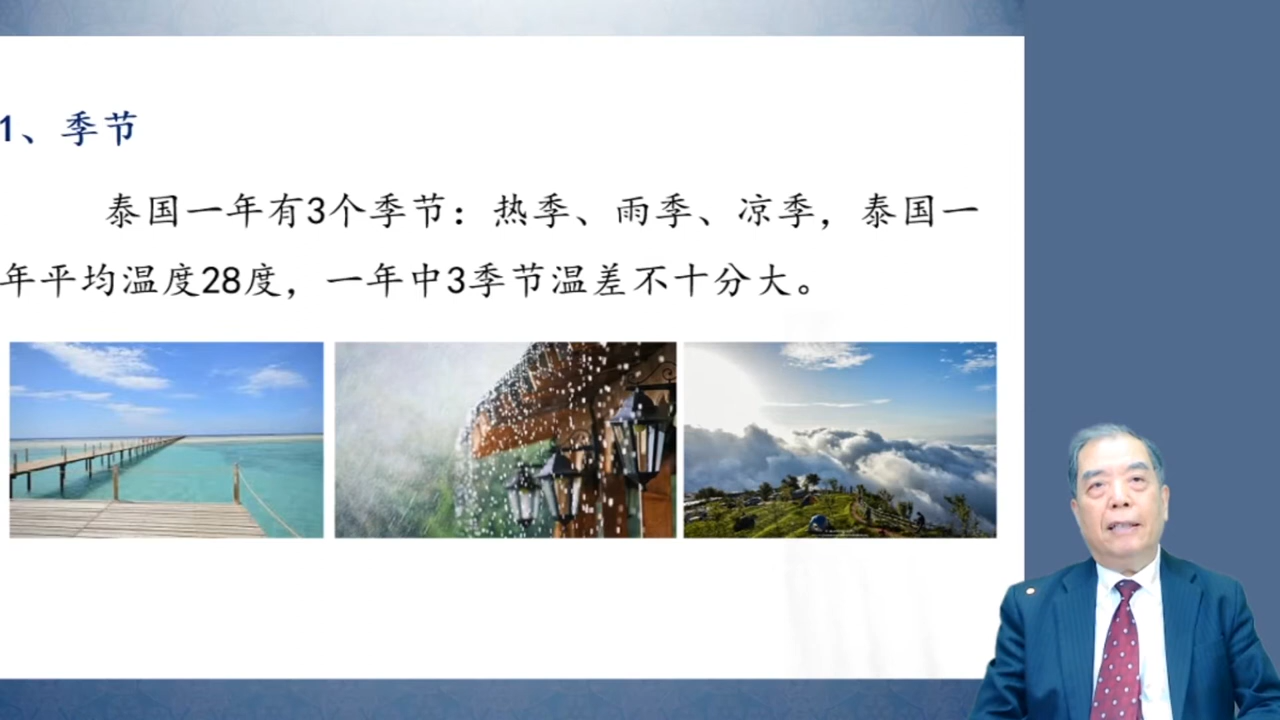 1、季节
泰国一年有3个季节：热季、雨季、凉季，泰国一
年平均温度28度，一年中3季节温差不十分大。